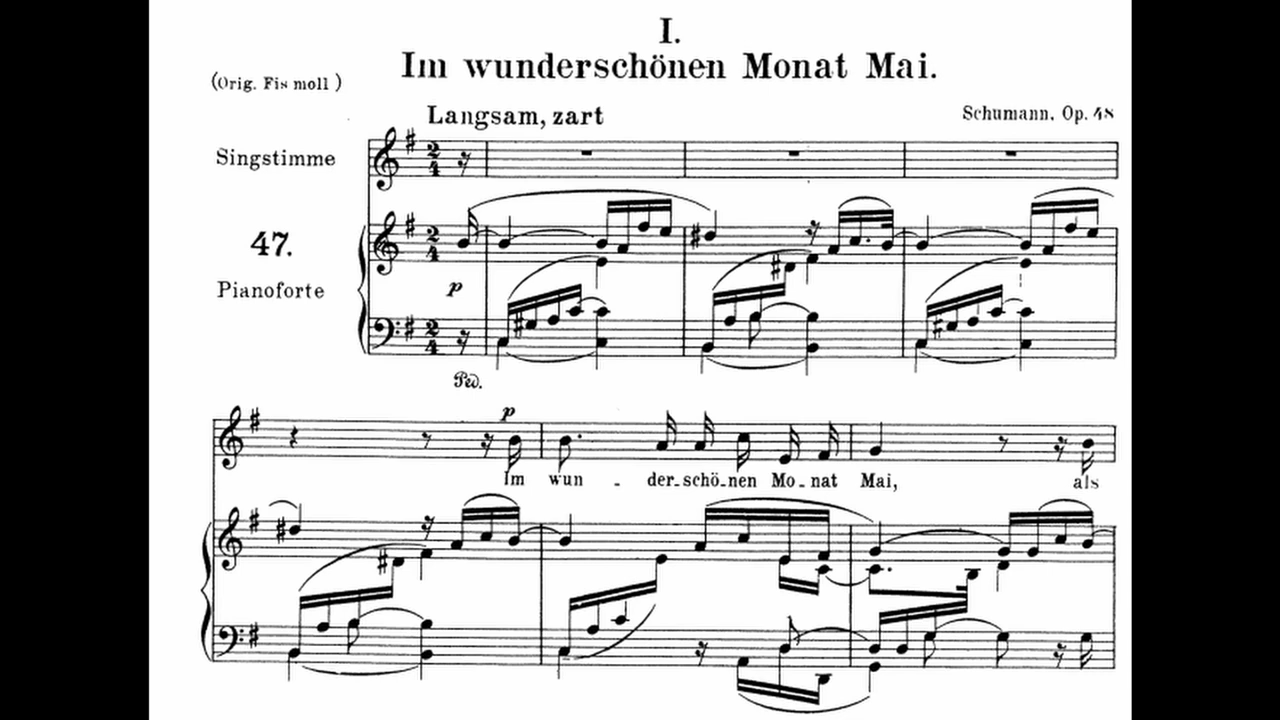 I.
Im wunderschönen Monat Mai.
(Orig. Fis moll )
Langsam, zart
Schumann, Op. 48
Singstimme
47.
Pianoforte
p
Ped.
p
Im wun - der-schö-nen Mo-nat Mai, als